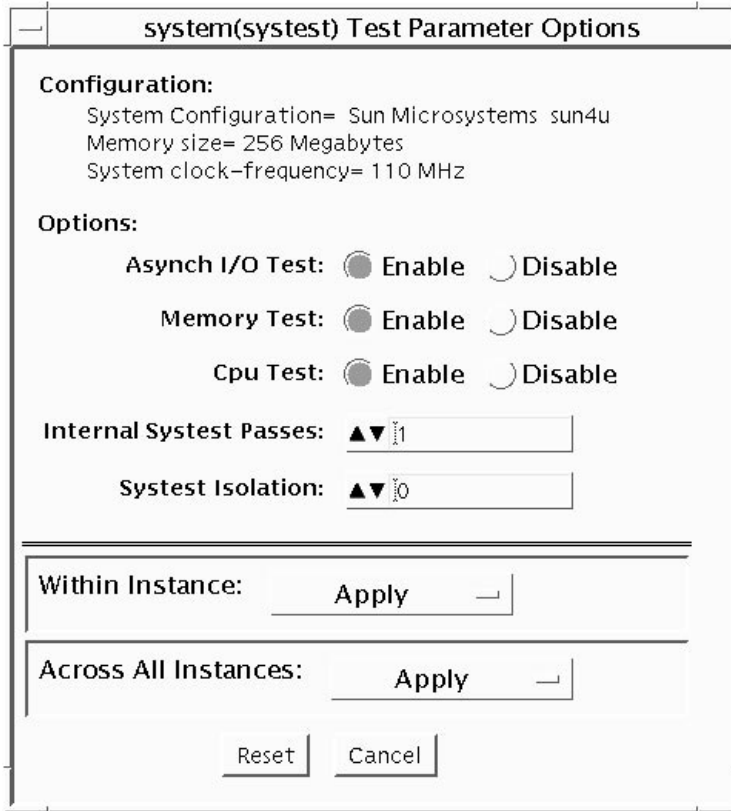 system(systest) Test Parameter Options
Configuration:
System Configuration= Sun Microsystems sun4u
Memory size= 256 Megabytes
System clock-frequency= 110 MHz
Options:
Asynch I/O Test: Enable Disable
Memory Test: Enable Disable
Cpu Test: Enable Disable
Internal Systest Passes: 1
Systest Isolation: 0
Within Instance: Apply
Across All Instances: Apply
Reset Cancel